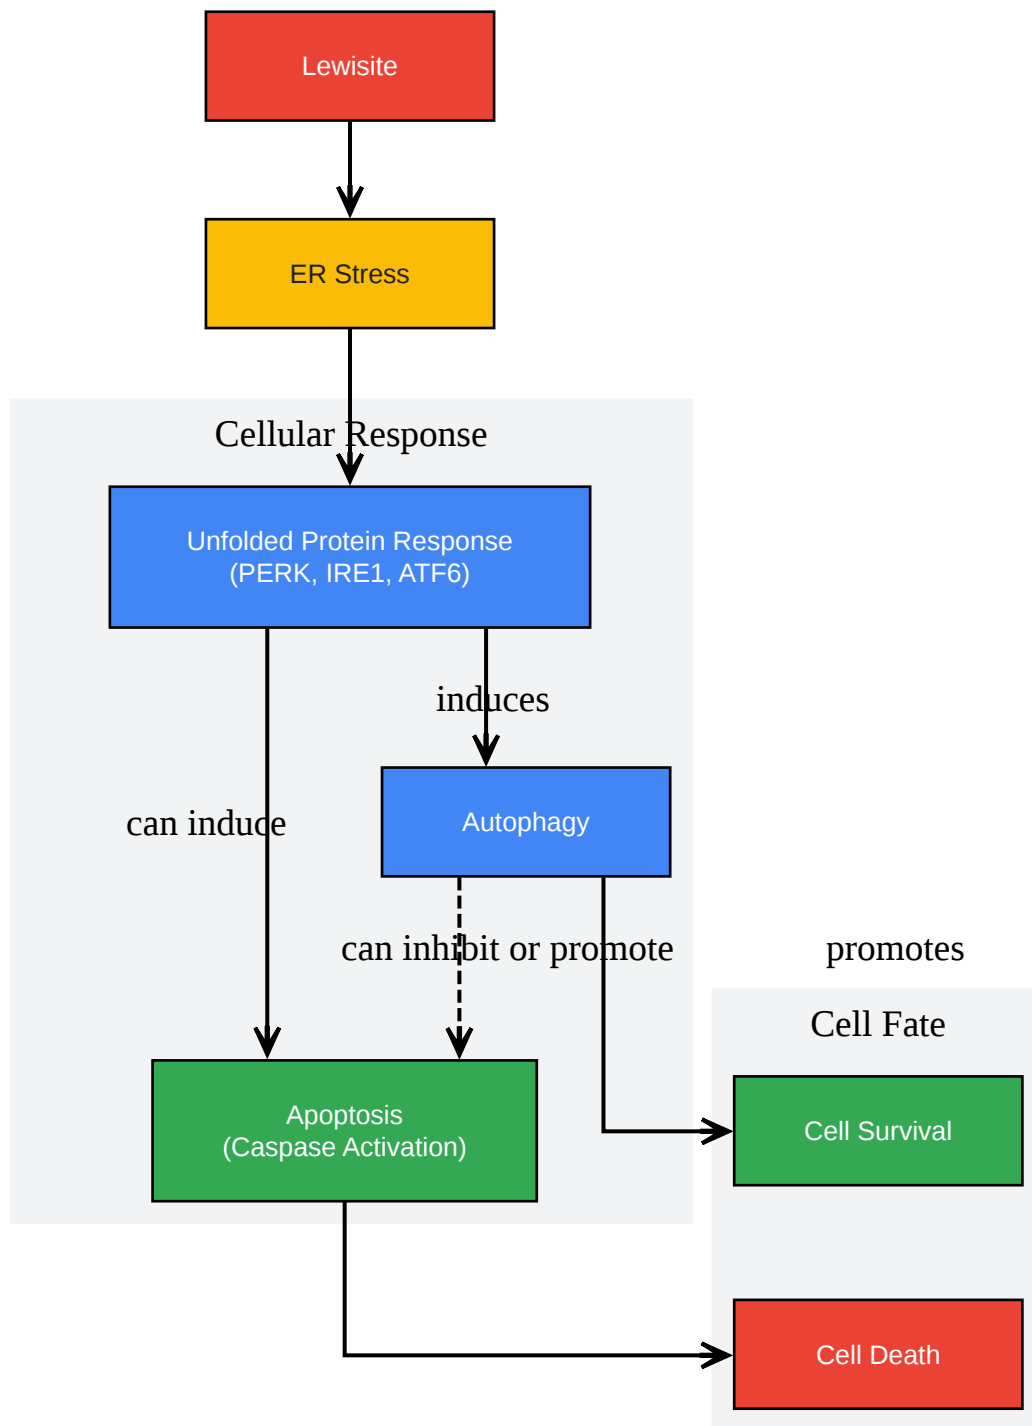 Lewisite
ER Stress
Cellular Response
Unfolded Protein Response
(PERK, IRE1, ATF6)
induces
can induce
Autophagy
can inhibit or promote
promotes
Cell Fate
Apoptosis
(Caspase Activation)
Cell Survival
Cell Death